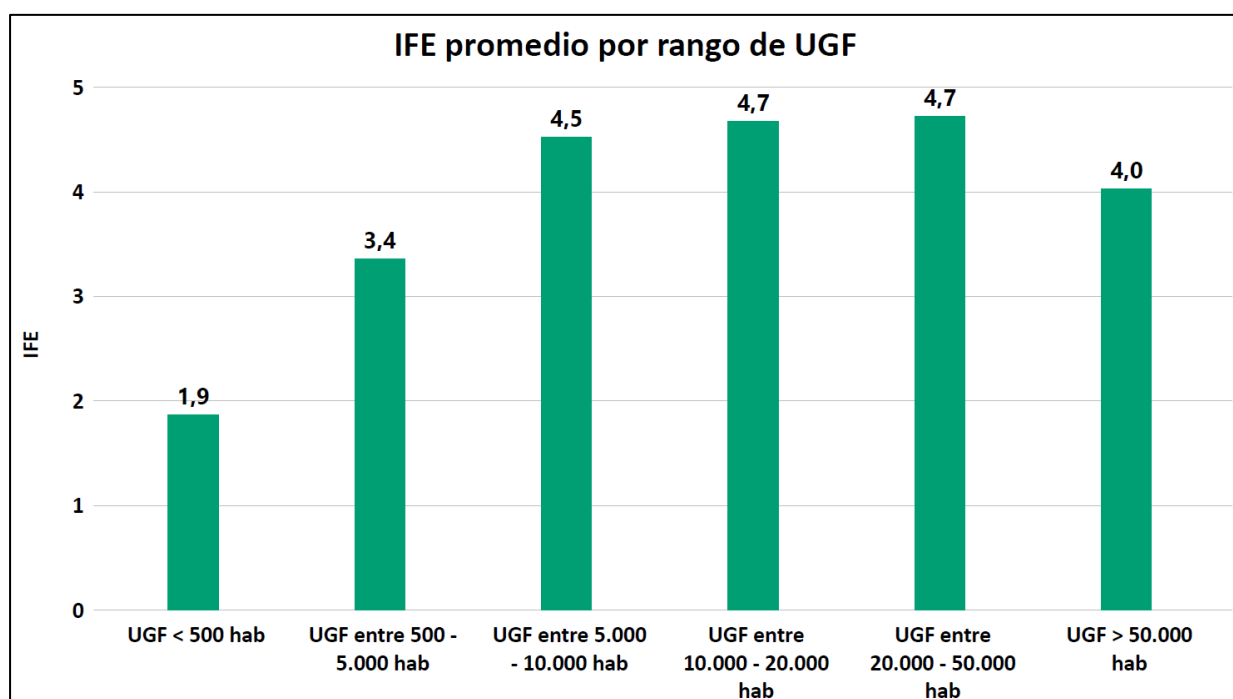 IFE promedio por rango de UGF
5
4
3
2
1
0
IFE
1,9
3,4
4,5
4,7
4,7
4,0
UGF < 500 hab
UGF entre 500 -
5.000 hab
UGF entre 5.000
- 10.000 hab
UGF entre
10.000 - 20.000
hab
UGF entre
20.000 - 50.000
hab
UGF > 50.000
hab